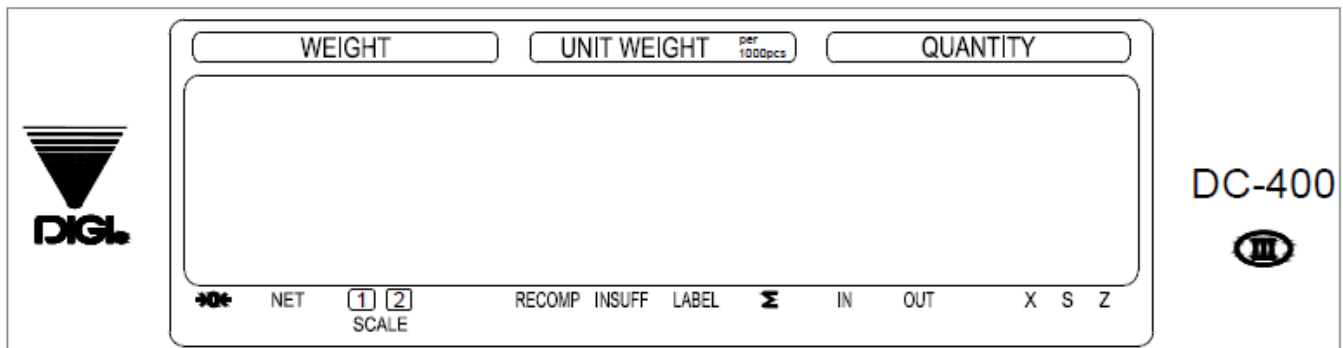 WEIGHT UNIT WEIGHT per 1000pcs QUANTITY
DIGI.
DC-400
III
→0← NET 1 2 RECOMP INSUFF LABEL Σ IN OUT X S Z
SCALE